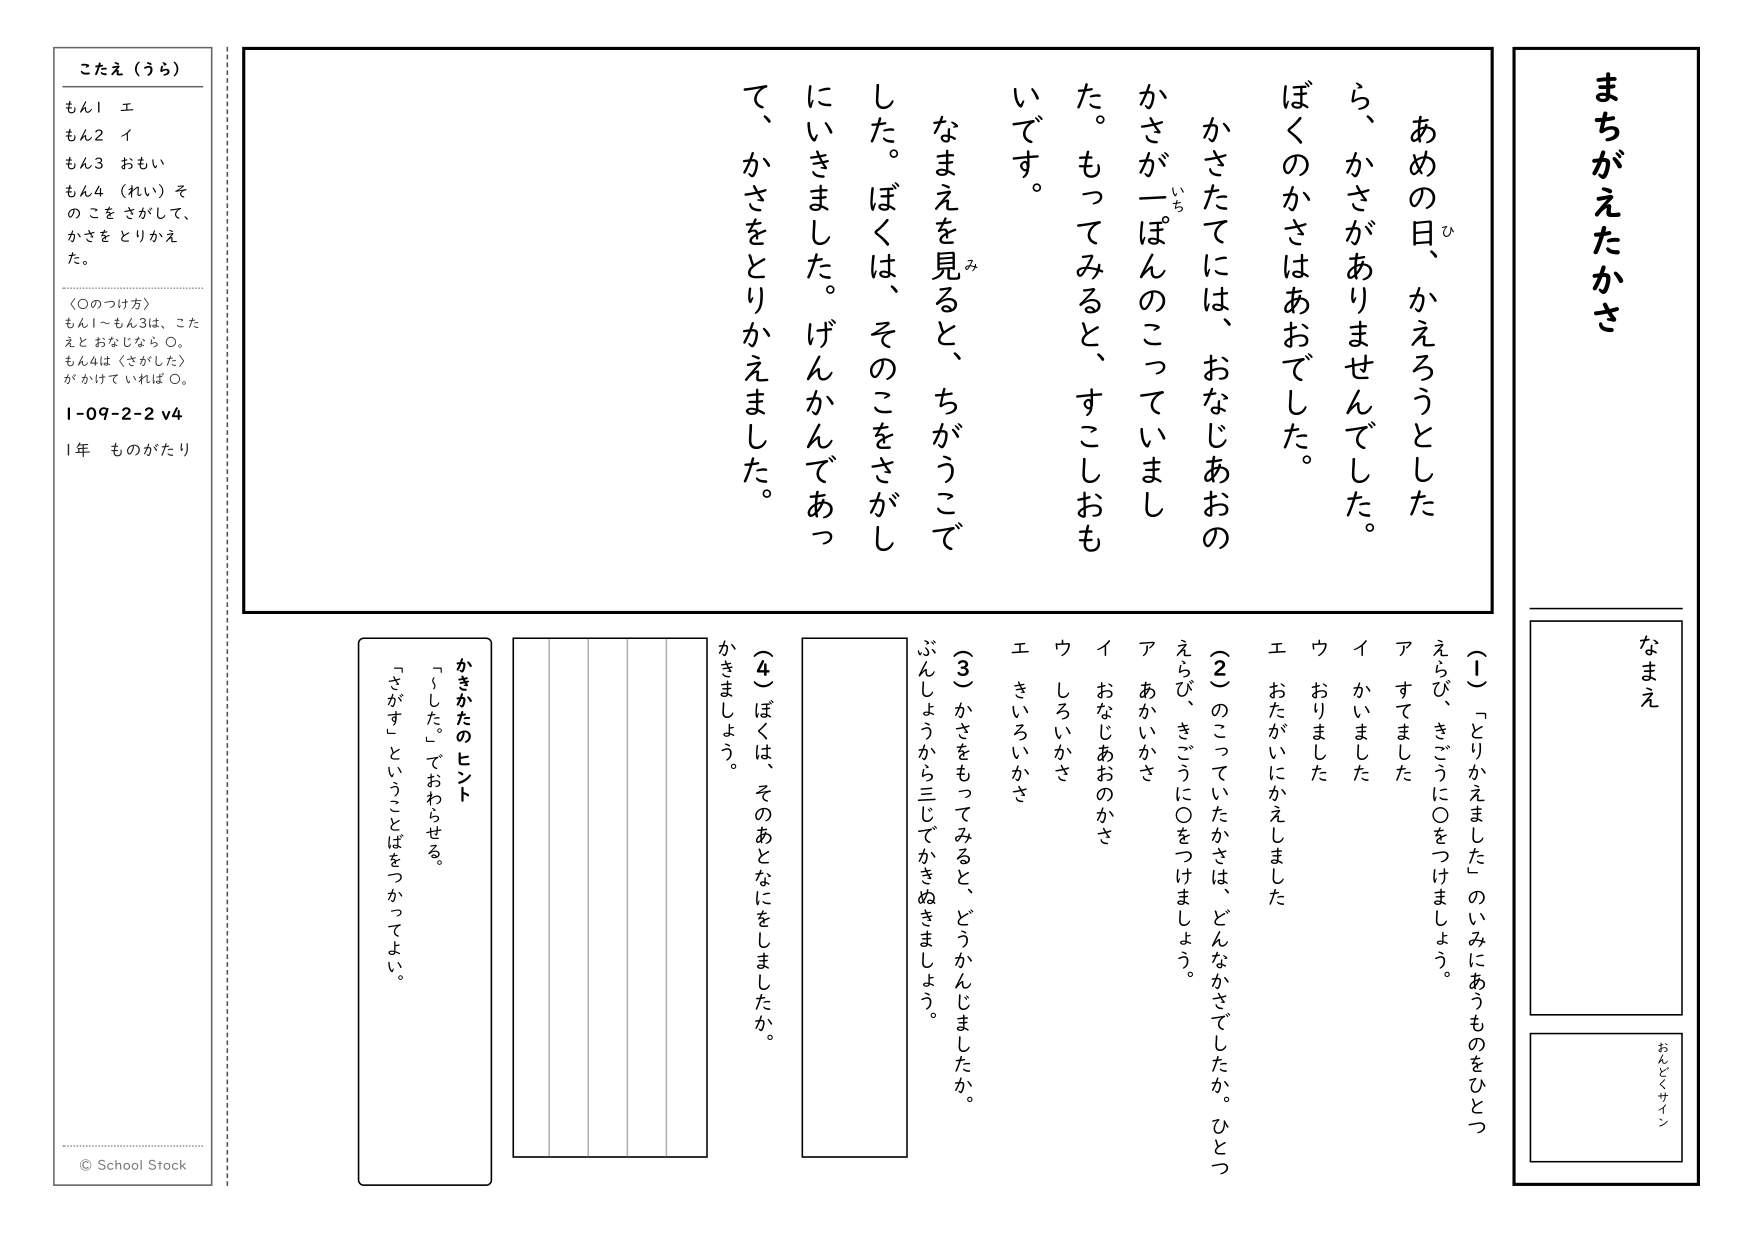 まちがえたかさ
なまえ
おんどくサイン
あめの日、かえろうとした
ひ
ら、かさがありませんでした。
ぼくのかさはあおでした。
かさたてには、おなじあおの
かさが一ぽんのこっていまし
いち
た。もってみると、すこしおも
いです。
なまえを見ると、ちがうこで
み
した。ぼくは、そのこをさがし
にいきました。げんかんであっ
て、かさをとりかえました。
(1)「とりかえました」のいみにあうものをひとつ
えらび、きごうに〇をつけましょう。
ア すてました
イ かいました
ウ おりました
エ おたがいにかえしました
(2)のこっていたかさは、どんなかさでしたか。ひとつ
えらび、きごうに〇をつけましょう。
ア あかいかさ
イ おなじあおのかさ
ウ しろいかさ
エ きいろいかさ
(3)かさをもってみると、どうかんじましたか。
ぶんしょうから三じでかきぬきましょう。
(4)ぼくは、そのあとなにをしましたか。
かきましょう。
かきかたの ヒント
「〜した。」でおわらせる。
「さがす」ということばをつかってよい。
こたえ（うら）
もん1 エ
もん2 イ
もん3 おもい
もん4 （れい）そ
の こを さがして、
かさを とりかえ
た。
〈〇のつけ方〉
もん1〜もん3は、こた
えと おなじなら 〇。
もん4は〈さがした〉
が かけて いれば 〇。
1-09-2-2 v4
1年 ものがたり
© School Stock